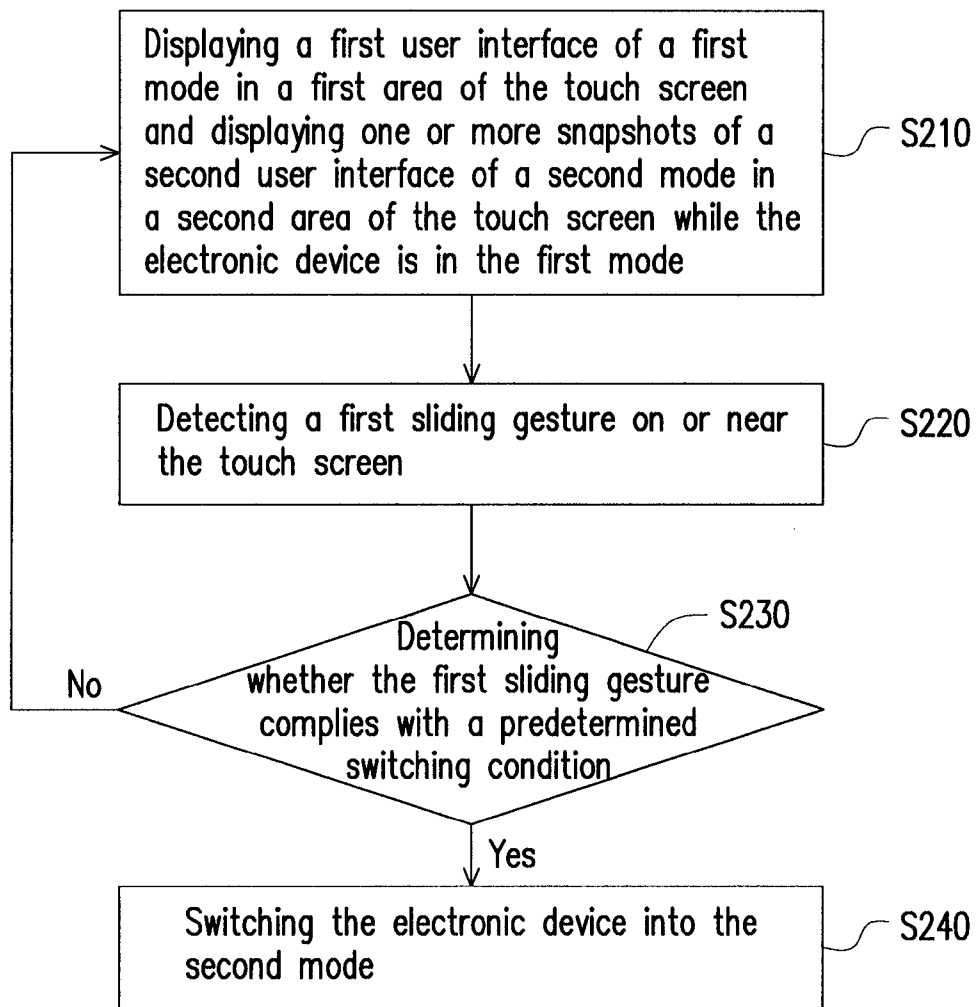 Displaying a first user interface of a first
mode in a first area of the touch screen
and displaying one or more snapshots of a
second user interface of a second mode in
a second area of the touch screen while the
electronic device is in the first mode
S210
Detecting a first sliding gesture on or near
the touch screen
S220
S230
Determining
whether the first sliding gesture
complies with a predetermined
switching condition
No
Yes
Switching the electronic device into the
second mode
S240